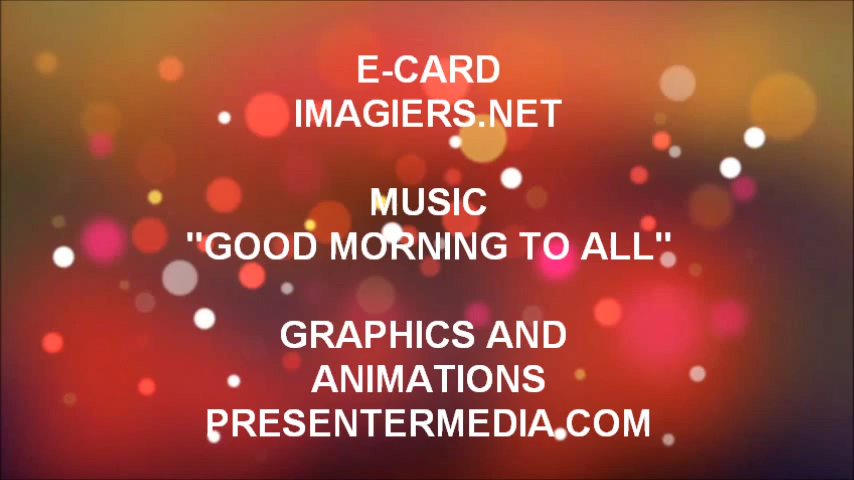 E-CARD
IMAGIERS.NET
MUSIC
"GOOD MORNING TO ALL"
GRAPHICS AND
ANIMATIONS
PRESENTERMEDIA.COM